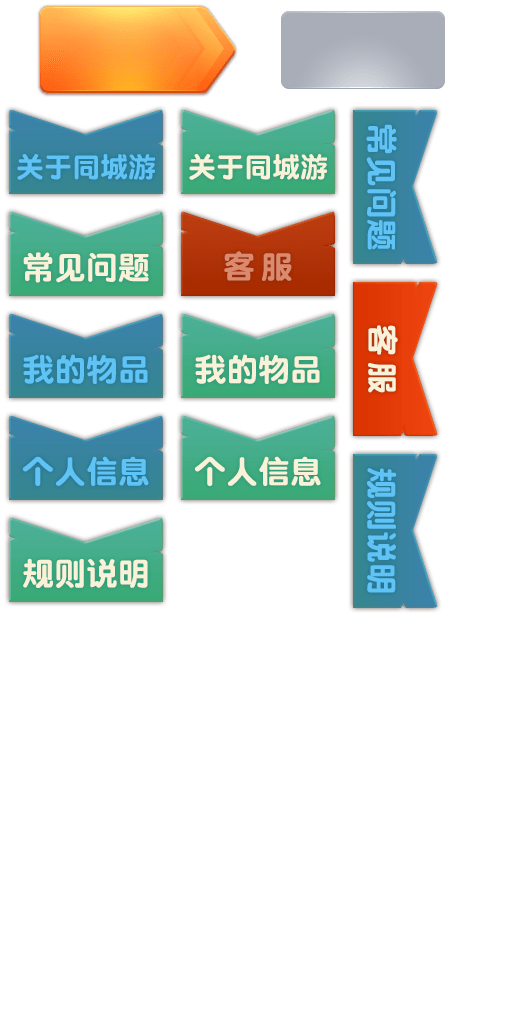 关于同城游
关于同城游
常见问题
常见问题
客服
客服
我的物品
我的物品
个人信息
个人信息
规则说明
规则说明